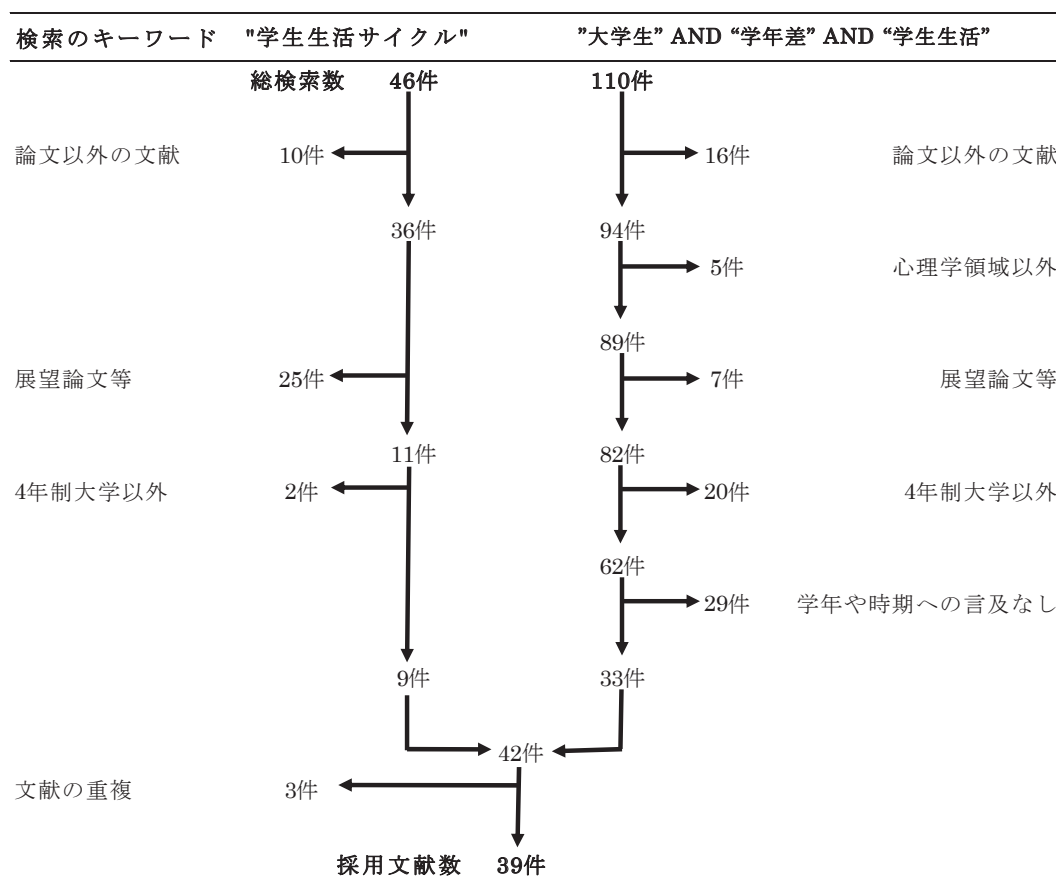 検索のキーワード "学生生活サイクル" ”大学生” AND “学年差” AND “学生生活”
総検索数 46件 110件
論文以外の文献 10件 16件 論文以外の文献
36件 94件
5件 心理学領域以外
89件
展望論文等 25件 7件 展望論文等
11件 82件
4年制大学以外 2件 20件 4年制大学以外
62件
29件 学年や時期への言及なし
9件 33件
42件
文献の重複 3件
採用文献数 39件